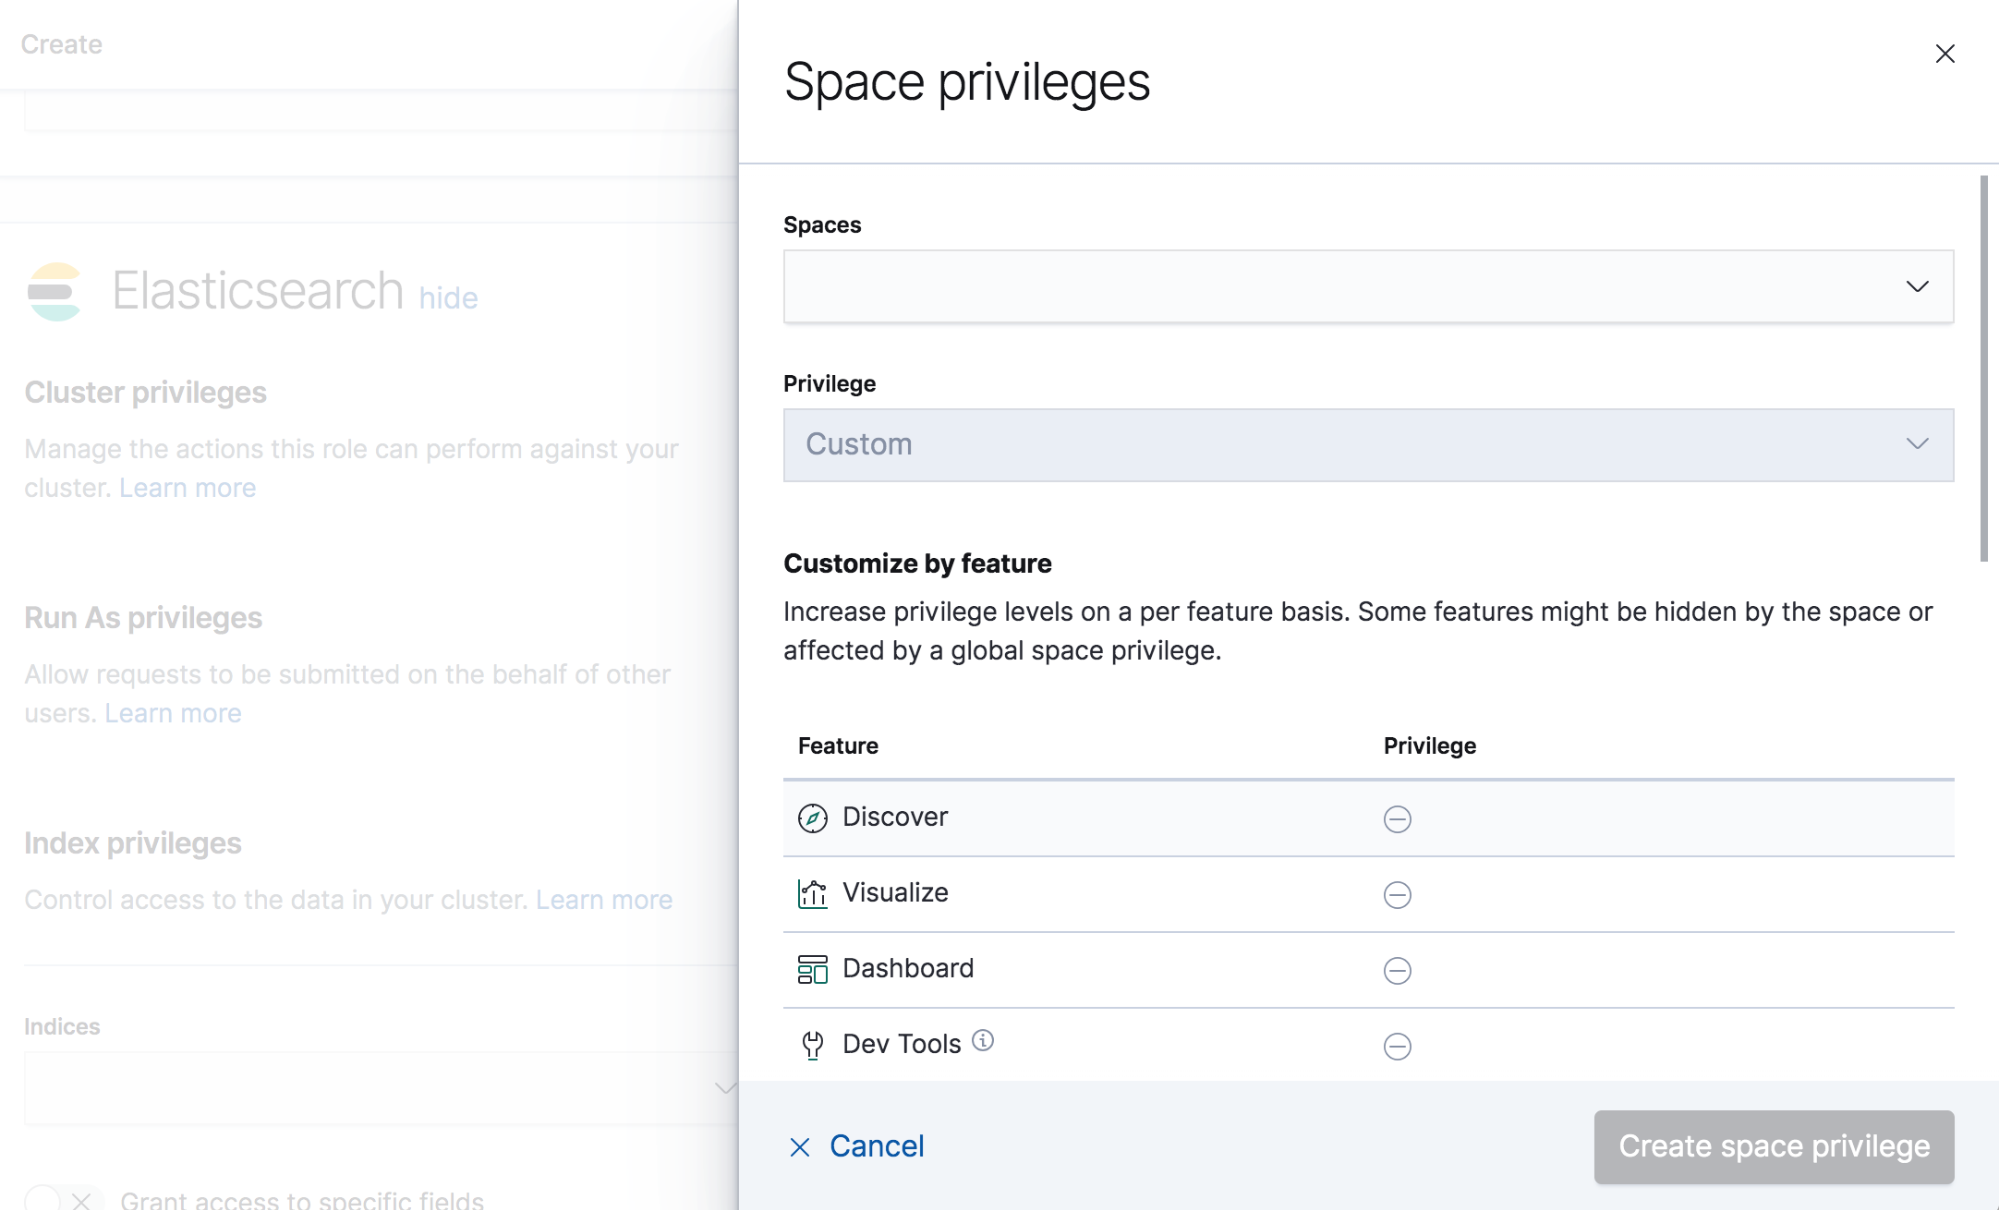 Create
Elasticsearch hide
Cluster privileges
Manage the actions this role can perform against your
cluster. Learn more
Run As privileges
Allow requests to be submitted on the behalf of other
users. Learn more
Index privileges
Control access to the data in your cluster. Learn more
Indices
Grant access to specific fields
Space privileges
Spaces
Privilege
Custom
Customize by feature
Increase privilege levels on a per feature basis. Some features might be hidden by the space or
affected by a global space privilege.
Feature Privilege
Discover
Visualize
Dashboard
Dev Tools
Cancel
Create space privilege